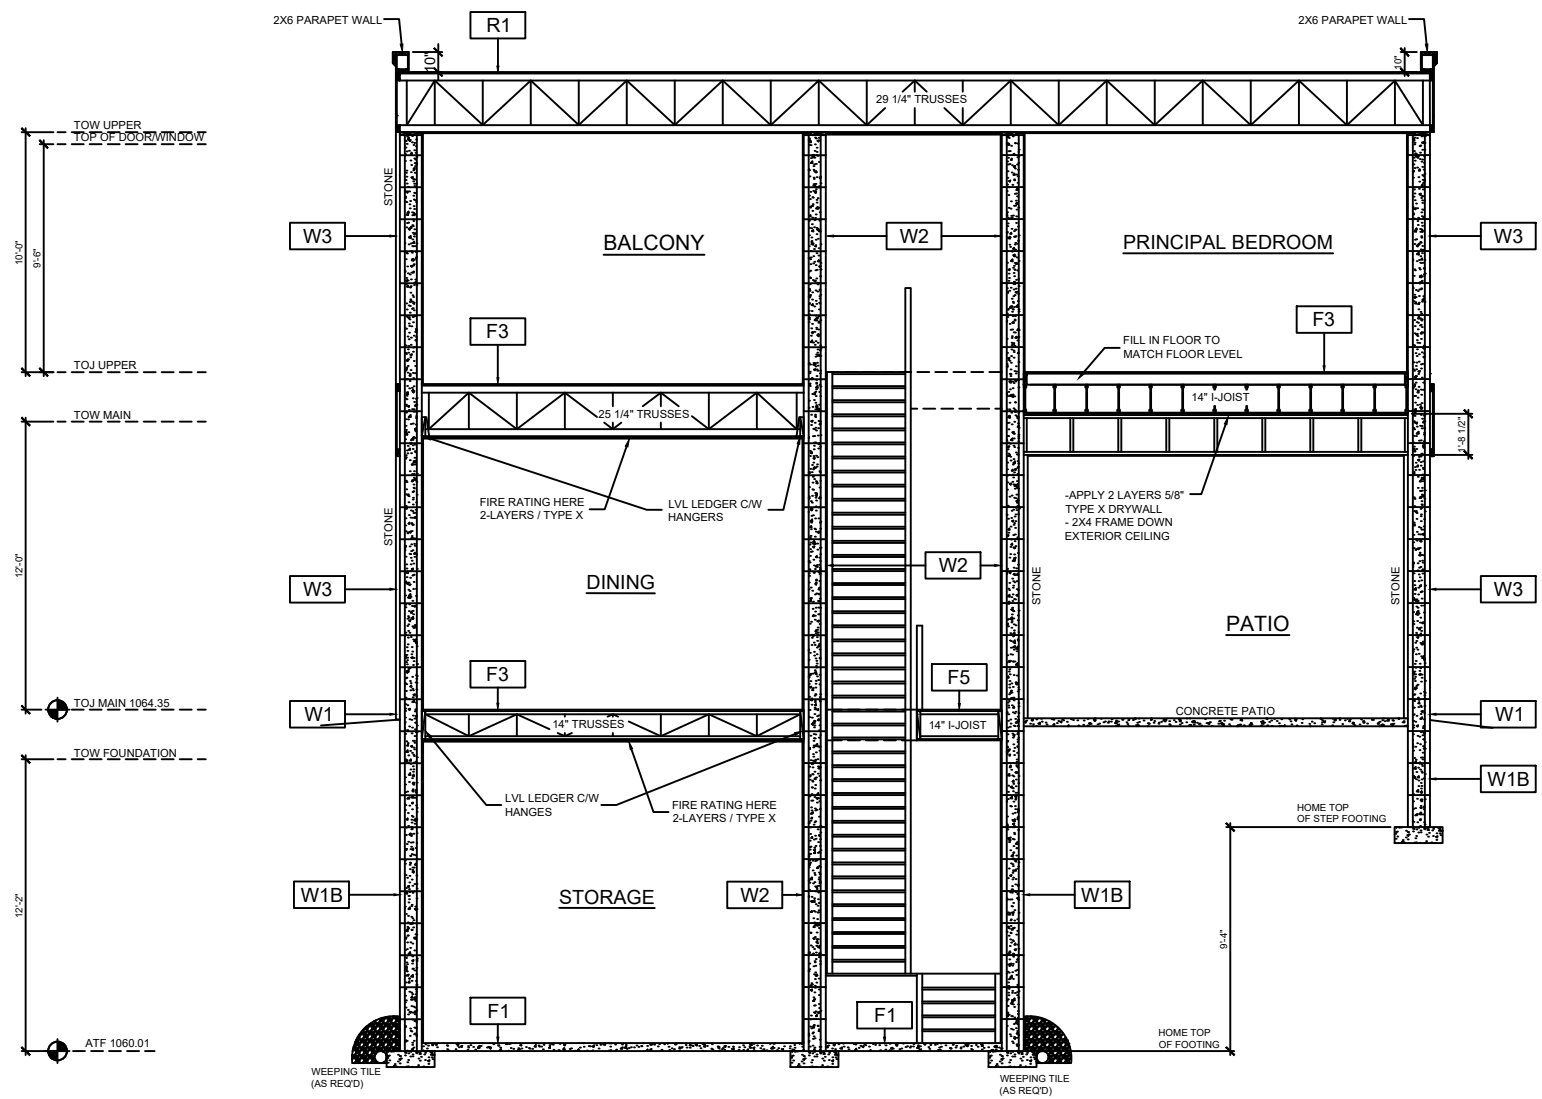 2X6 PARAPET WALL
R1
2X6 PARAPET WALL
10"
10"
29 1/4" TRUSSES
TOW UPPER
TOP OF DOOR/WINDOW
STONE
W3
BALCONY
W2
PRINCIPAL BEDROOM
W3
10'-0"
9'-6"
F3
F3
FILL IN FLOOR TO
MATCH FLOOR LEVEL
TOJ UPPER
14" I-JOIST
TOW MAIN
25 1/4" TRUSSES
1'-8 1/2"
FIRE RATING HERE
2-LAYERS / TYPE X
LVL LEDGER C/W
HANGERS
-APPLY 2 LAYERS 5/8"
TYPE X DRYWALL
- 2X4 FRAME DOWN
EXTERIOR CEILING
STONE
12'-0"
W3
DINING
W2
STONE
STONE
W3
PATIO
F3
F5
TOJ MAIN 1064.35
W1
14" TRUSSES
14" I-JOIST
CONCRETE PATIO
W1
TOW FOUNDATION
W1B
LVL LEDGER C/W
HANGES
FIRE RATING HERE
2-LAYERS / TYPE X
HOME TOP
OF STEP FOOTING
12'-2"
W1B
STORAGE
W2
W1B
9'-4"
F1
F1
ATF 1060.01
HOME TOP
OF FOOTING
WEEPING TILE
(AS REQ'D)
WEEPING TILE
(AS REQ'D)